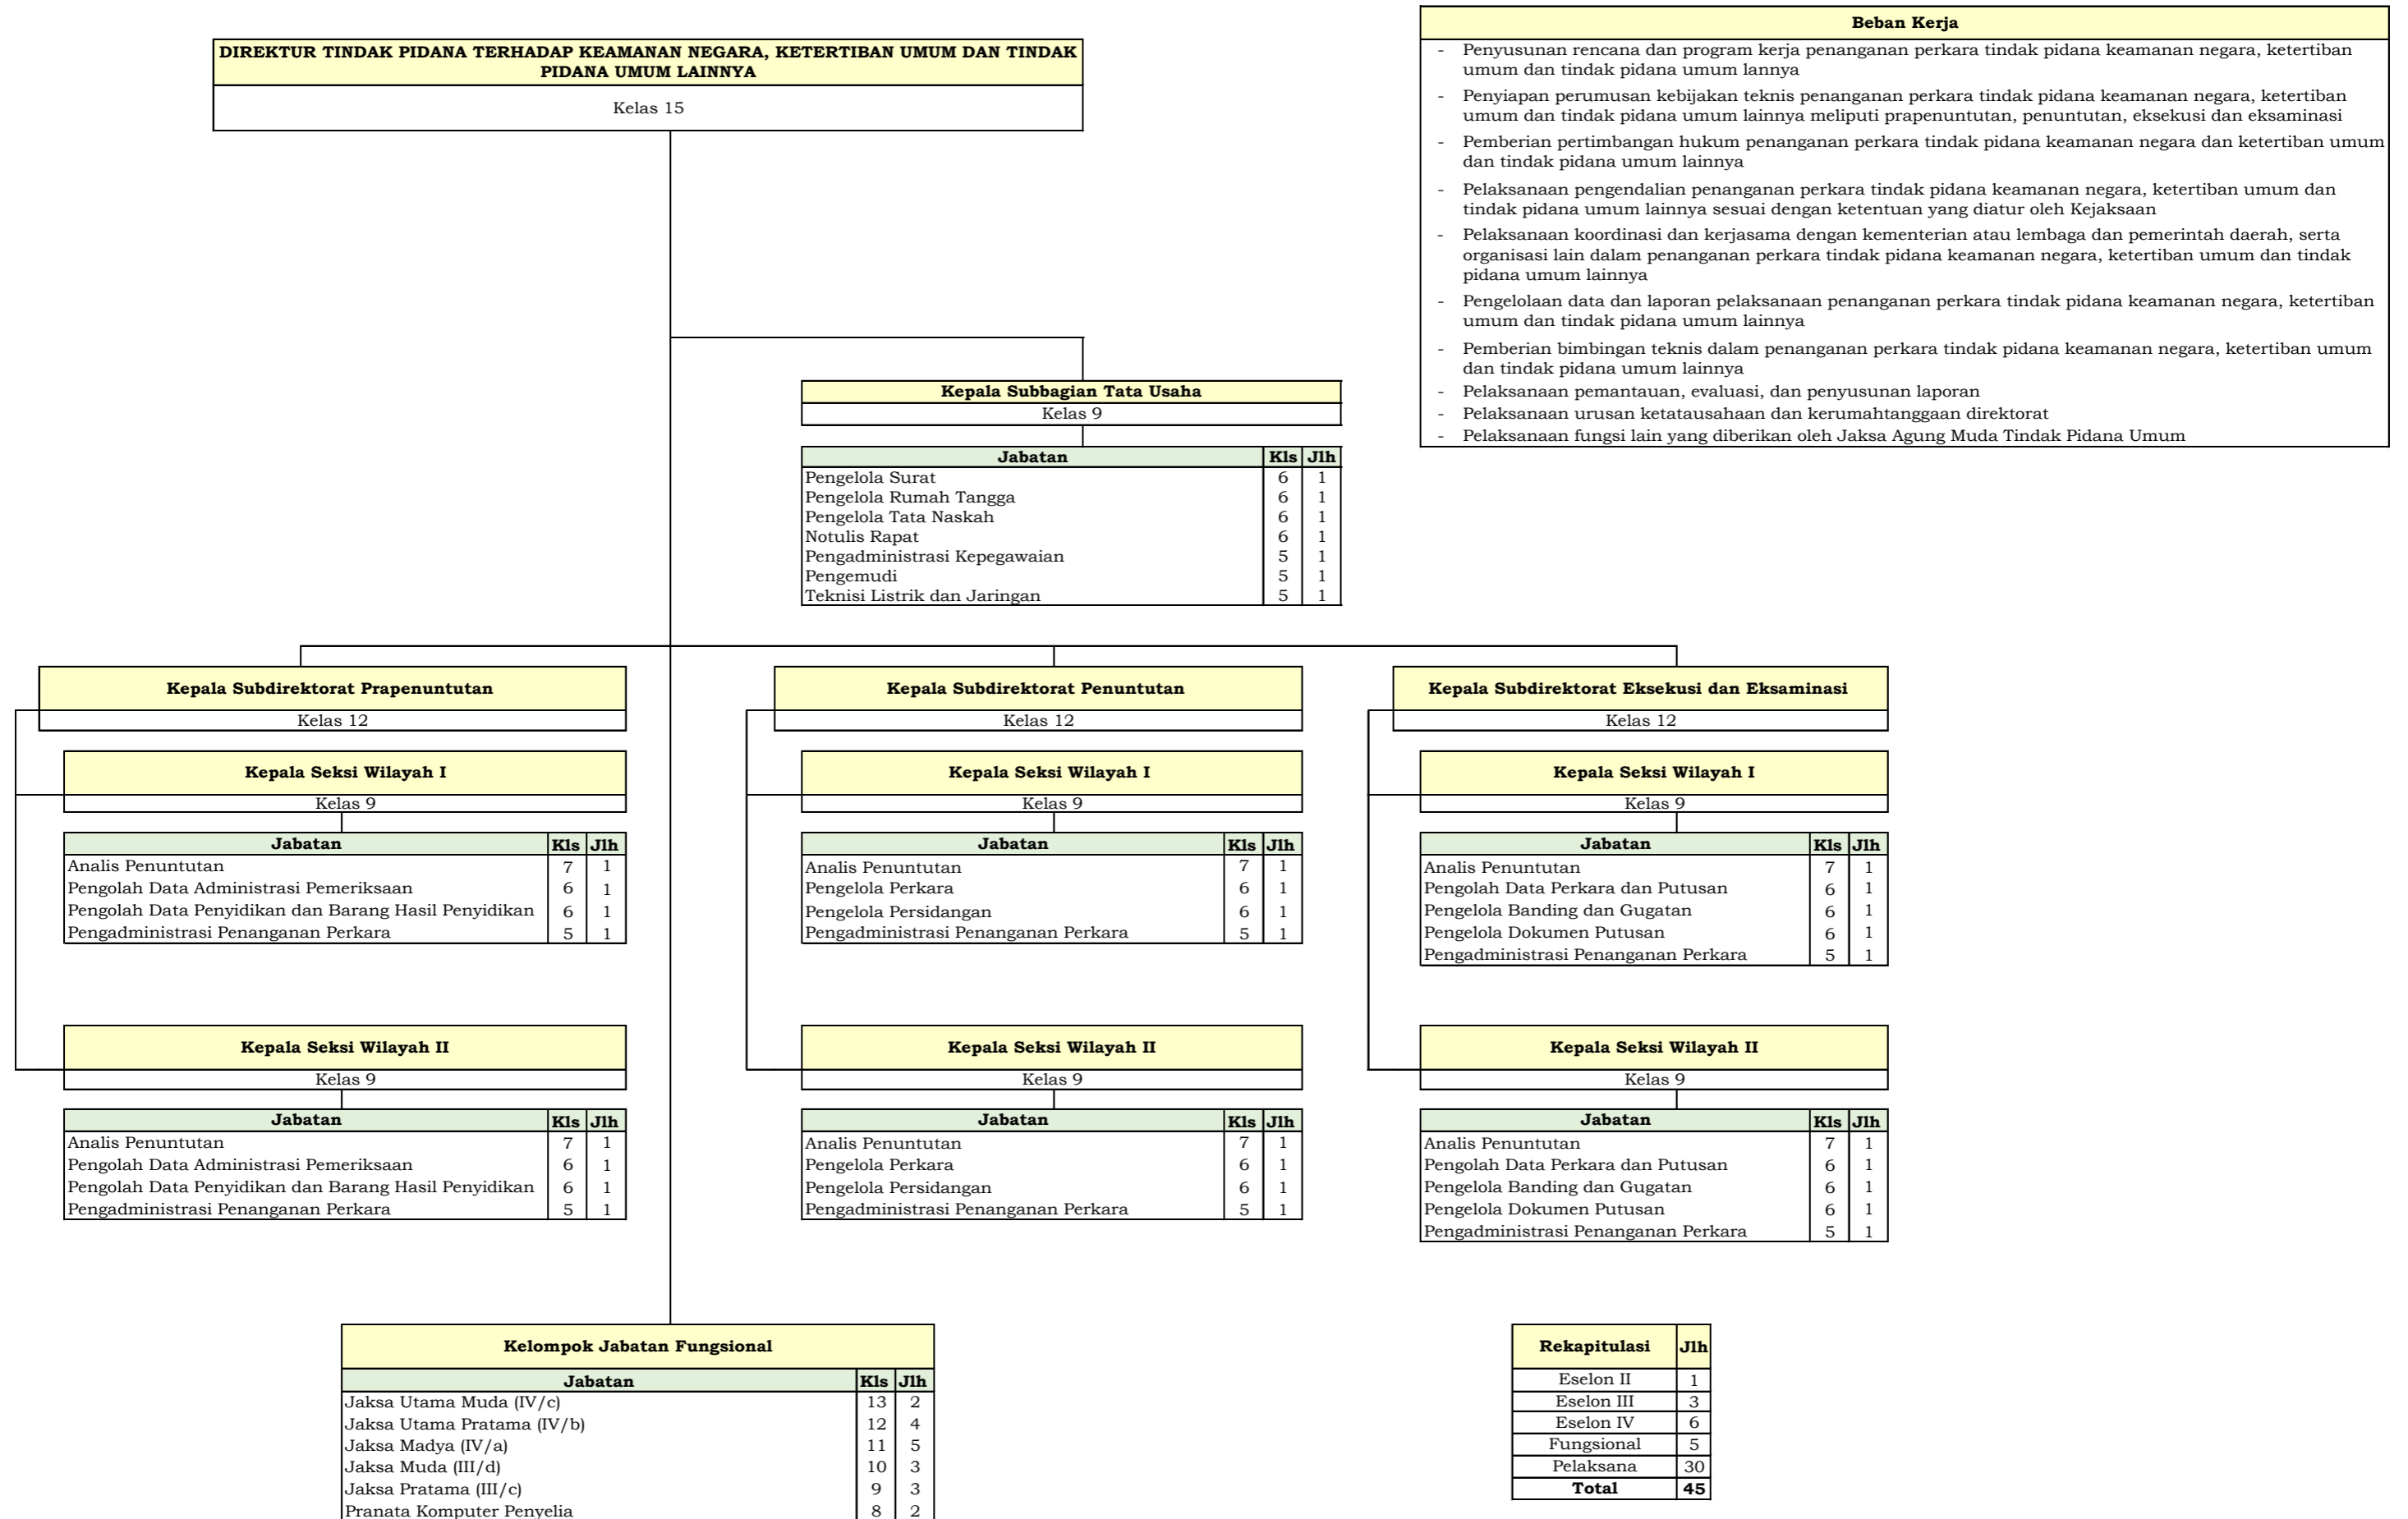 DIREKTUR TINDAK PIDANA TERHADAP KEAMANAN NEGARA, KETERTIBAN UMUM DAN TINDAK
PIDANA UMUM LAINNYA
Kelas 15
Beban Kerja
- Penyusunan rencana dan program kerja penanganan perkara tindak pidana keamanan negara, ketertiban
umum dan tindak pidana umum lannya
- Penyiapan perumusan kebijakan teknis penanganan perkara tindak pidana keamanan negara, ketertiban
umum dan tindak pidana umum lainnya meliputi prapenuntutan, penuntutan, eksekusi dan eksaminasi
- Pemberian pertimbangan hukum penanganan perkara tindak pidana keamanan negara dan ketertiban umum
dan tindak pidana umum lainnya
- Pelaksanaan pengendalian penanganan perkara tindak pidana keamanan negara, ketertiban umum dan
tindak pidana umum lainnya sesuai dengan ketentuan yang diatur oleh Kejaksaan
- Pelaksanaan koordinasi dan kerjasama dengan kementerian atau lembaga dan pemerintah daerah, serta
organisasi lain dalam penanganan perkara tindak pidana keamanan negara, ketertiban umum dan tindak
pidana umum lainnya
- Pengelolaan data dan laporan pelaksanaan penanganan perkara tindak pidana keamanan negara, ketertiban
umum dan tindak pidana umum lainnya
- Pemberian bimbingan teknis dalam penanganan perkara tindak pidana keamanan negara, ketertiban umum
dan tindak pidana umum lainnya
- Pelaksanaan pemantauan, evaluasi, dan penyusunan laporan
- Pelaksanaan urusan ketatausahaan dan kerumahtanggaan direktorat
- Pelaksanaan fungsi lain yang diberikan oleh Jaksa Agung Muda Tindak Pidana Umum
Kepala Subbagian Tata Usaha
Kelas 9
Jabatan Kls Jlh
Pengelola Surat 6 1
Pengelola Rumah Tangga 6 1
Pengelola Tata Naskah 6 1
Notulis Rapat 6 1
Pengadministrasi Kepegawaian 5 1
Pengemudi 5 1
Teknisi Listrik dan Jaringan 5 1
Kepala Subdirektorat Prapenuntutan
Kelas 12
Kepala Seksi Wilayah I
Kelas 9
Jabatan Kls Jlh
Analis Penuntutan 7 1
Pengolah Data Administrasi Pemeriksaan 6 1
Pengolah Data Penyidikan dan Barang Hasil Penyidikan 6 1
Pengadministrasi Penanganan Perkara 5 1
Kepala Seksi Wilayah II
Kelas 9
Jabatan Kls Jlh
Analis Penuntutan 7 1
Pengolah Data Administrasi Pemeriksaan 6 1
Pengolah Data Penyidikan dan Barang Hasil Penyidikan 6 1
Pengadministrasi Penanganan Perkara 5 1
Kepala Subdirektorat Penuntutan
Kelas 12
Kepala Seksi Wilayah I
Kelas 9
Jabatan Kls Jlh
Analis Penuntutan 7 1
Pengelola Perkara 6 1
Pengelola Persidangan 6 1
Pengadministrasi Penanganan Perkara 5 1
Kepala Seksi Wilayah II
Kelas 9
Jabatan Kls Jlh
Analis Penuntutan 7 1
Pengelola Perkara 6 1
Pengelola Persidangan 6 1
Pengadministrasi Penanganan Perkara 5 1
Kepala Subdirektorat Eksekusi dan Eksaminasi
Kelas 12
Kepala Seksi Wilayah I
Kelas 9
Jabatan Kls Jlh
Analis Penuntutan 7 1
Pengolah Data Perkara dan Putusan 6 1
Pengelola Banding dan Gugatan 6 1
Pengelola Dokumen Putusan 6 1
Pengadministrasi Penanganan Perkara 5 1
Kepala Seksi Wilayah II
Kelas 9
Jabatan Kls Jlh
Analis Penuntutan 7 1
Pengolah Data Perkara dan Putusan 6 1
Pengelola Banding dan Gugatan 6 1
Pengelola Dokumen Putusan 6 1
Pengadministrasi Penanganan Perkara 5 1
Kelompok Jabatan Fungsional
Jabatan Kls Jlh
Jaksa Utama Muda (IV/c) 13 2
Jaksa Utama Pratama (IV/b) 12 4
Jaksa Madya (IV/a) 11 5
Jaksa Muda (III/d) 10 3
Jaksa Pratama (III/c) 9 3
Pranata Komputer Penyelia 8 2
Rekapitulasi Jlh
Eselon II 1
Eselon III 3
Eselon IV 6
Fungsional 5
Pelaksana 30
Total 45